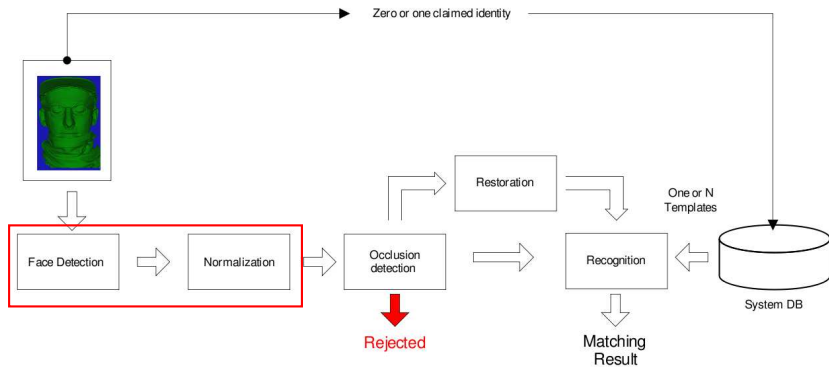 Zero or one claimed identity
Restoration
One or N
Templates
Face Detection
Normalization
Occlusion
detection
Recognition
System DB
Rejected
Matching
Result